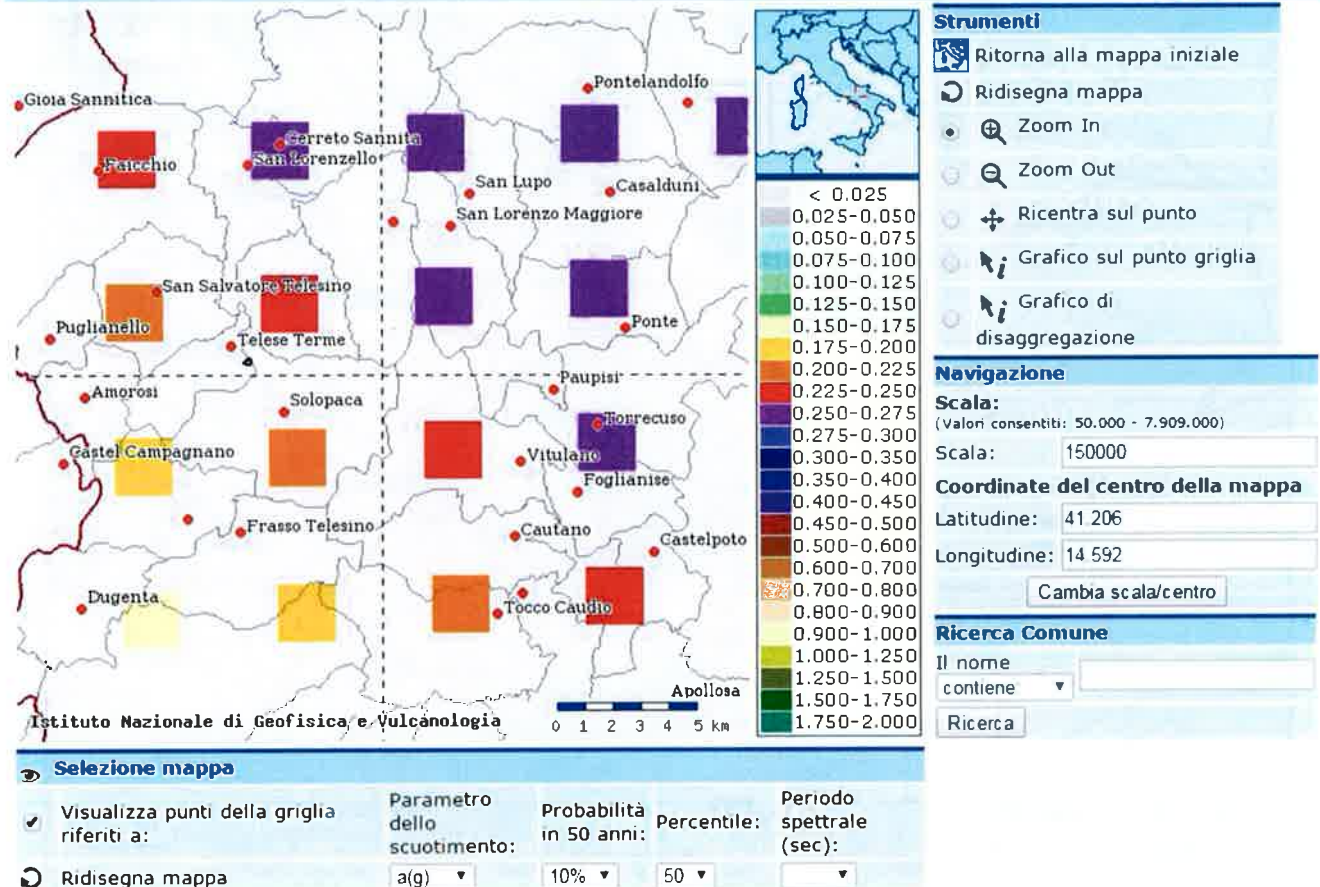 Gioia Sannitica
Pontelandolfo
Cerreto Sannita
Faicchio
San Lorenzello
San Lupo
Casalduni
San Lorenzo Maggiore
San Salvatore Telesino
Puglianello
Ponte
Telese Terme
Paupisi
Amorosi
Solopaca
Torrecuso
Castel Campagnano
Vitulano
Foglianise
Frasso Telesino
Cautano
Castelpoto
Dugenta
Tocco Caudio
Apollosa
Istituto Nazionale di Geofisica e Vulcanologia
0 1 2 3 4 5 km
< 0.025
0.025-0.050
0.050-0.075
0.075-0.100
0.100-0.125
0.125-0.150
0.150-0.175
0.175-0.200
0.200-0.225
0.225-0.250
0.250-0.275
0.275-0.300
0.300-0.350
0.350-0.400
0.400-0.450
0.450-0.500
0.500-0.600
0.600-0.700
0.700-0.800
0.800-0.900
0.900-1.000
1.000-1.250
1.250-1.500
1.500-1.750
1.750-2.000
Strumenti
Ritorna alla mappa iniziale
Ridisegna mappa
Zoom In
Zoom Out
Ricentra sul punto
Grafico sul punto griglia
Grafico di
disaggregazione
Navigazione
Scala:
(Valori consentiti: 50.000 - 7.909.000)
Scala: 150000
Coordinate del centro della mappa
Latitudine: 41.206
Longitudine: 14.592
Cambia scala/centro
Ricerca Comune
Il nome
contiene
Ricerca
Selezione mappa
Visualizza punti della griglia
riferiti a:
Parametro
dello
scuotimento:
Probabilità
in 50 anni:
Percentile:
Periodo
spettrale
(sec):
Ridisegna mappa
a(g) 10% 50